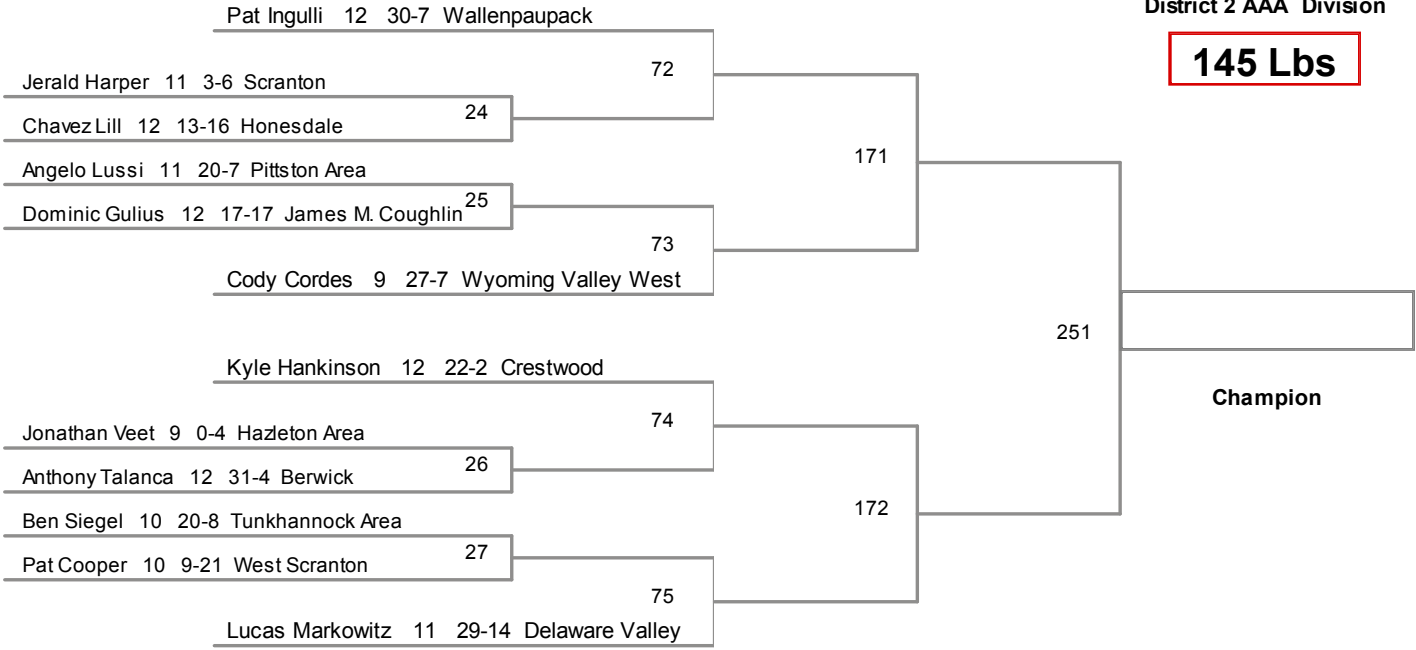 District 2 AAA Division
145 Lbs
Pat Ingulli 12 30-7 Wallenpaupack
72
Jerald Harper 11 3-6 Scranton
24
Chavez Lill 12 13-16 Honesdale
171
Angelo Lussi 11 20-7 Pittston Area
25
Dominic Gulius 12 17-17 James M. Coughlin
73
Cody Cordes 9 27-7 Wyoming Valley West
251
Kyle Hankinson 12 22-2 Crestwood
Champion
74
Jonathan Veet 9 0-4 Hazleton Area
26
Anthony Talanca 12 31-4 Berwick
172
Ben Siegel 10 20-8 Tunkhannock Area
27
Pat Cooper 10 9-21 West Scranton
75
Lucas Markowitz 11 29-14 Delaware Valley